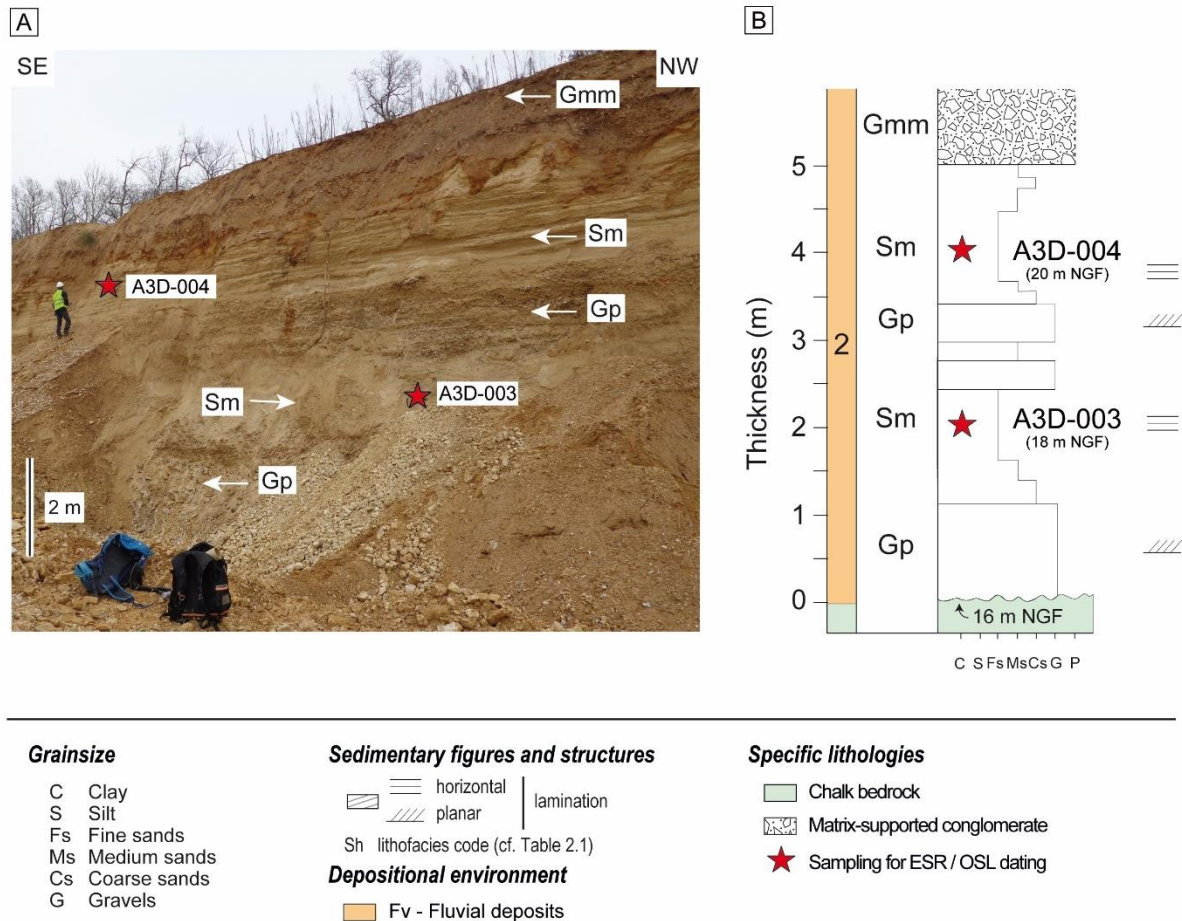 A
SE
NW
Gmm
Sm
A3D-004
Gp
Sm
A3D-003
Gp
2 m
B
Thickness (m)
5
4
3
2
1
0
2
Gmm
Sm
A3D-004
(20 m NGF)
Gp
Sm
A3D-003
(18 m NGF)
Gp
16 m NGF
C S Fs Ms Cs G P
Grainsize
C Clay
S Silt
Fs Fine sands
Ms Medium sands
Cs Coarse sands
G Gravels
Sedimentary figures and structures
horizontal
planar
lamination
Sh lithofacies code (cf. Table 2.1)
Depositional environment
Fv - Fluvial deposits
Specific lithologies
Chalk bedrock
Matrix-supported conglomerate
Sampling for ESR / OSL dating